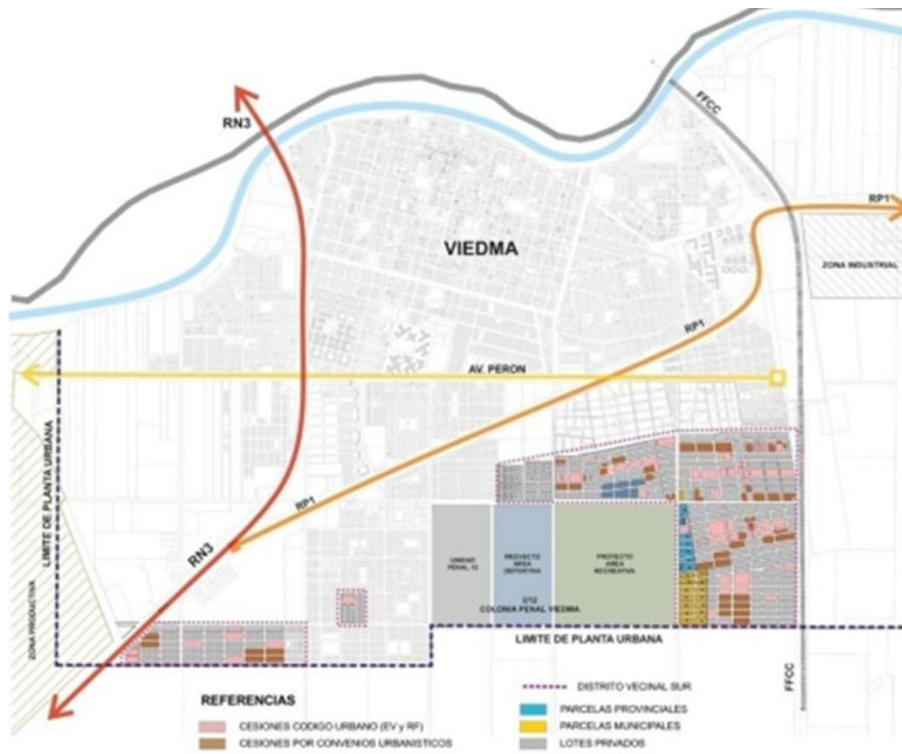 FFCC
RN3
RP1
VIEDMA
ZONA INDUSTRIAL
RP1
AV. PERON
LIMITE DE PLANTA URBANA
RP1
RN3
UNIDAD
PENAL 12
PROYECTO
AREA
DEPORTIVA
PROYECTO
AREA
RECREATIVA
U12
COLONIA PENAL VIEDMA
ZONA PRODUCTIVA
LIMITE DE PLANTA URBANA
FFCC
REFERENCIAS
CESIONES CODIGO URBANO (EV y RF)
CESIONES POR CONVENIOS URBANISTICOS
DISTRITO VECINAL SUR
PARCELAS PROVINCIALES
PARCELAS MUNICIPALES
LOTES PRIVADOS